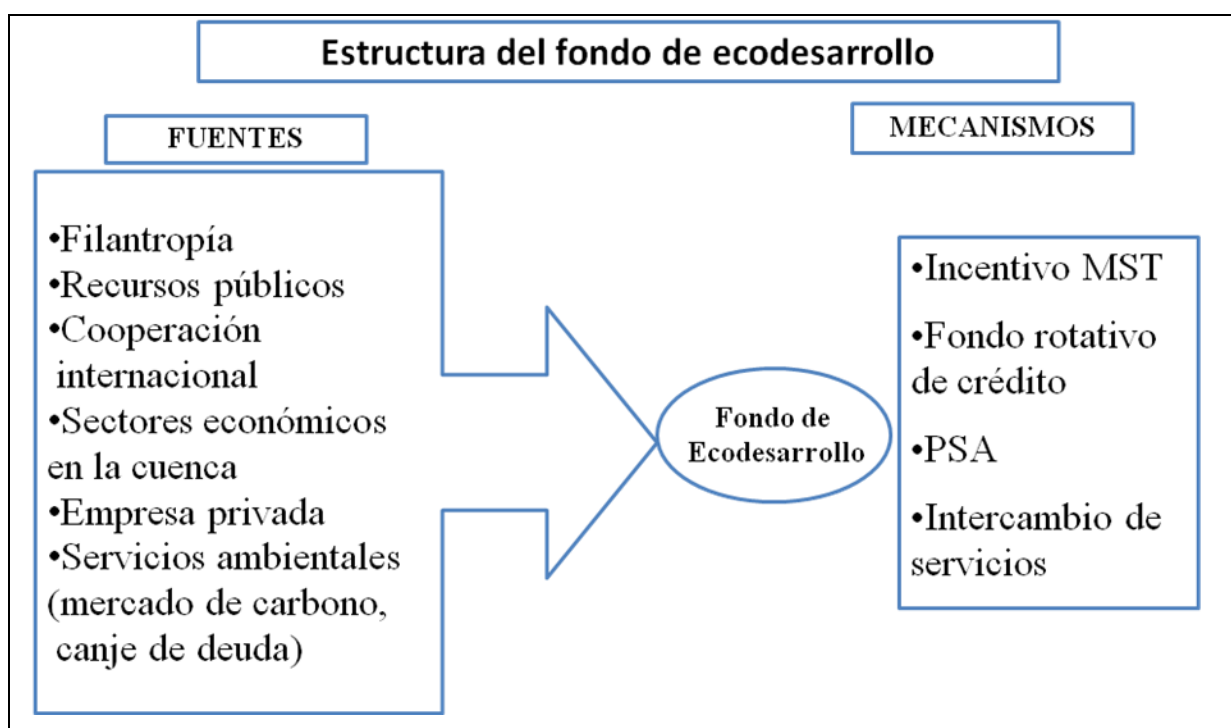 Estructura del fondo de ecodesarrollo
FUENTES
•Filantropía
•Recursos públicos
•Cooperación
internacional
•Sectores económicos
en la cuenca
•Empresa privada
•Servicios ambientales
(mercado de carbono,
canje de deuda)
Fondo de
Ecodesarrollo
MECANISMOS
•Incentivo MST
•Fondo rotativo
de crédito
•PSA
•Intercambio de
servicios